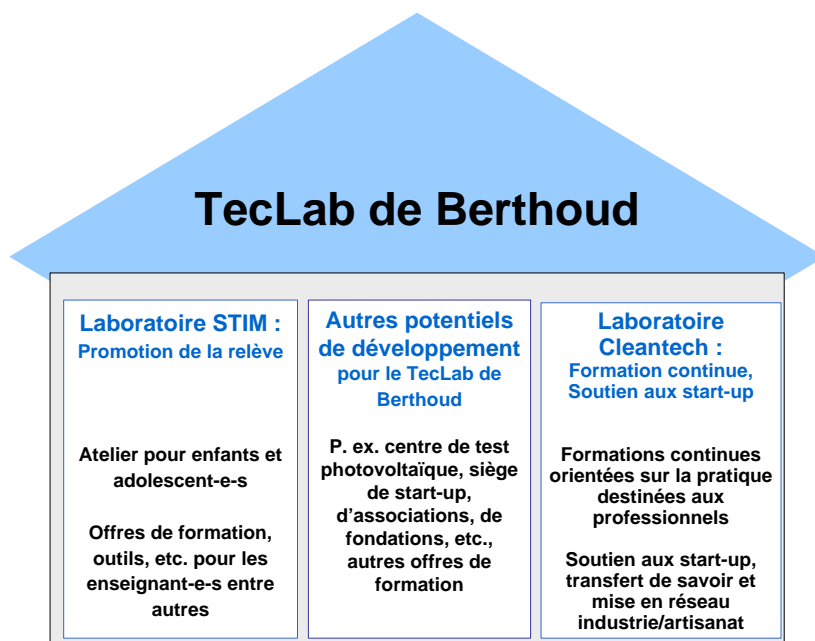 TecLab de Berthoud
Laboratoire STIM :
Promotion de la relève
Atelier pour enfants et
adolescent-e-s
Offres de formation,
outils, etc. pour les
enseignant-e-s entre
autres
Autres potentiels
de développement
pour le TecLab de
Berthoud
P. ex. centre de test
photovoltaïque, siège
de start-up,
d’associations, de
fondations, etc.,
autres offres de
formation
Laboratoire
Cleantech :
Formation continue,
Soutien aux start-up
Formations continues
orientées sur la pratique
destinées aux
professionnels
Soutien aux start-up,
transfert de savoir et
mise en réseau
industrie/artisanat